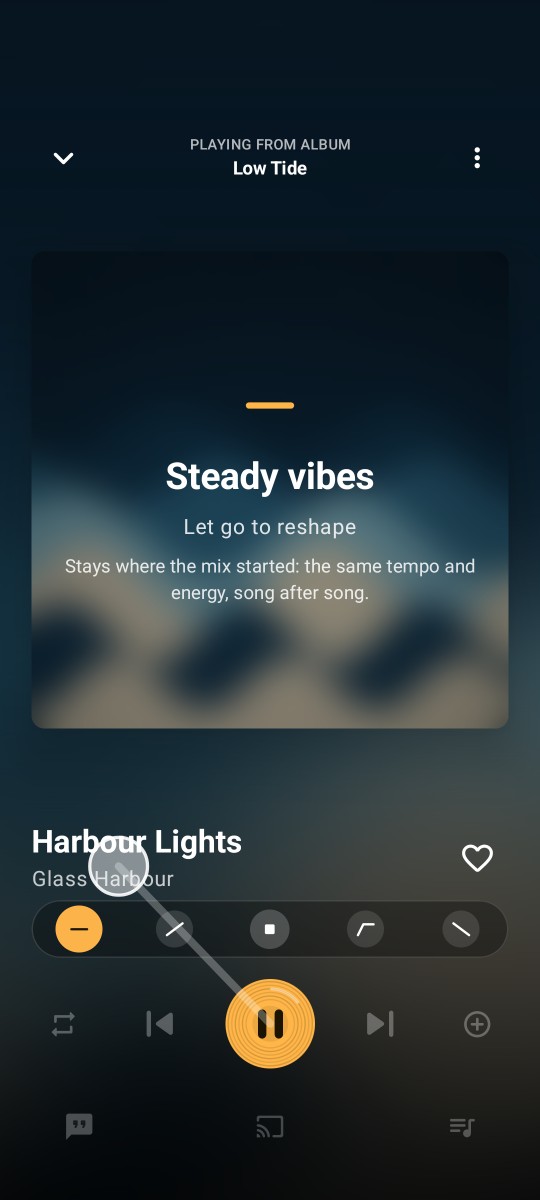 PLAYING FROM ALBUM
Low Tide
Steady vibes
Let go to reshape
Stays where the mix started: the same tempo and
energy, song after song.
Harbour Lights
Glass Harbour